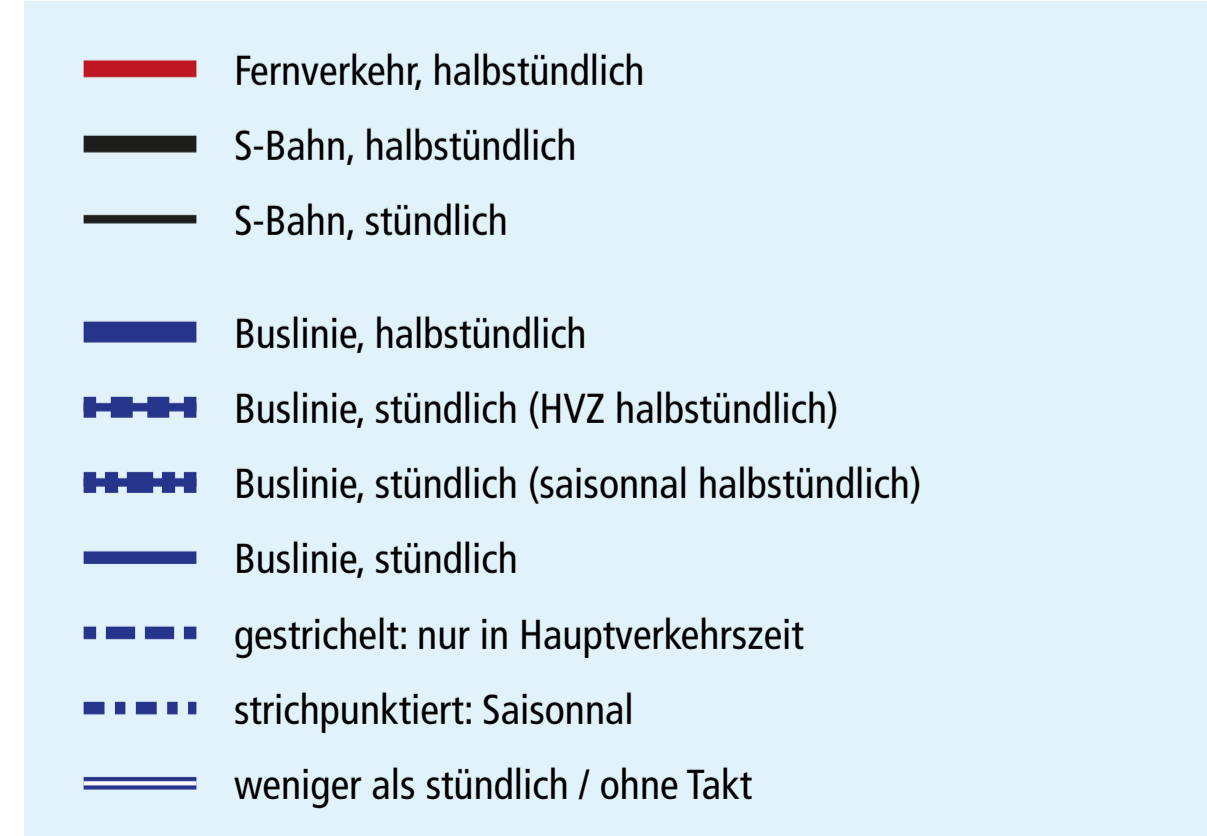 Fernverkehr, halbstündlich
S-Bahn, halbstündlich
S-Bahn, stündlich
Buslinie, halbstündlich
Buslinie, stündlich (HVZ halbstündlich)
Buslinie, stündlich (saisonnal halbstündlich)
Buslinie, stündlich
gestrichelt: nur in Hauptverkehrszeit
strichpunktiert: Saisonnal
weniger als stündlich / ohne Takt